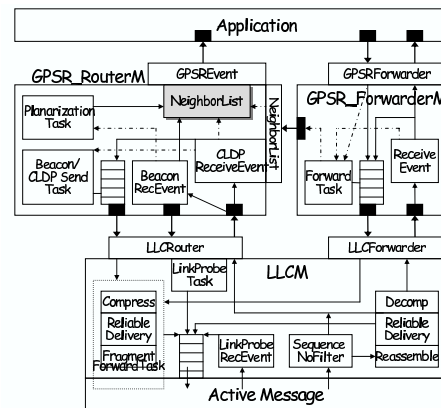 Application
GPSREvent
GPSRForwarder
GPSR_RouterM
GPSR_ForwarderM
NeighborList
Planarization
Task
NeighborList
Beacon/
CLDP Send
Task
Beacon
RecEvent
CLDP
ReceiveEvent
Forward
Task
Receive
Event
LLCRouter
LLCForwarder
LinkProbe
Task
LLCM
Compress
Reliable
Delivery
Fragment
ForwardTask
LinkProbe
RecEvent
Sequence
NoFilter
Decomp
Reliable
Delivery
Reassemble
Active Message